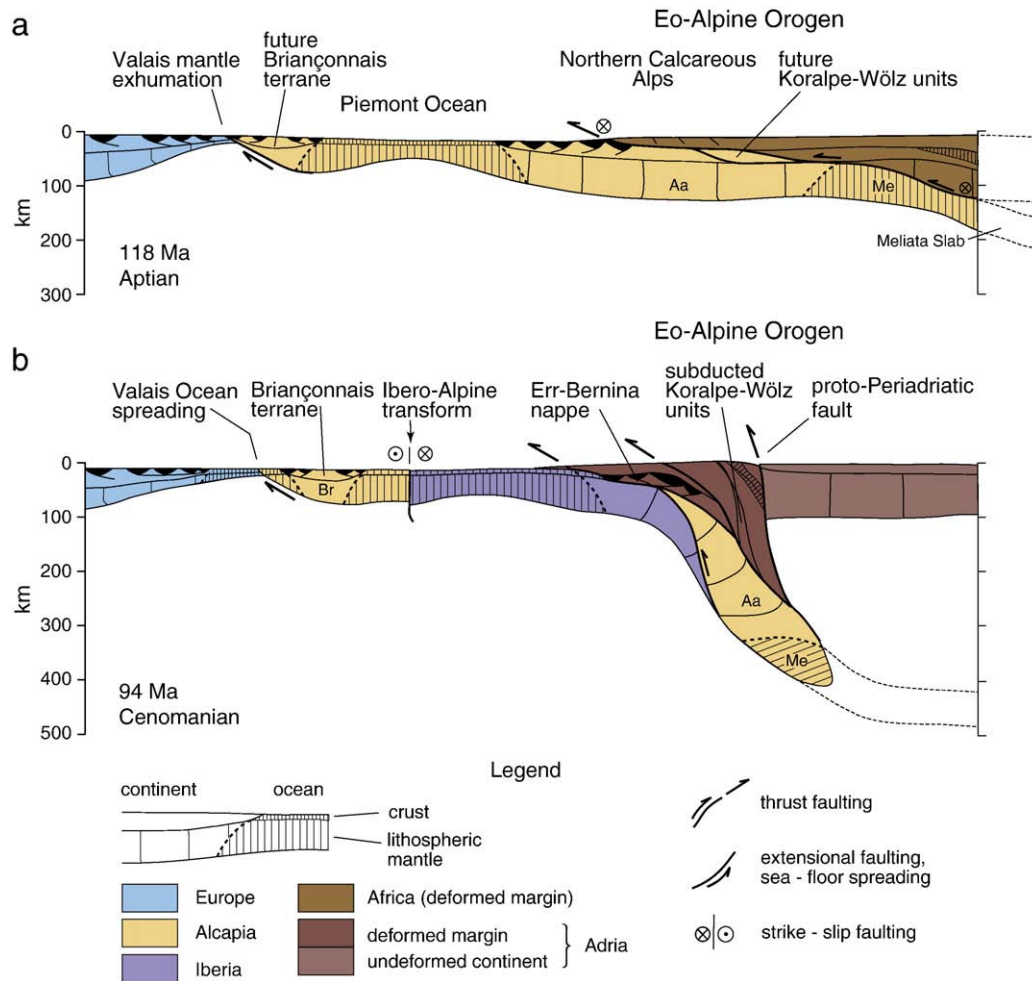 a
Eo-Alpine Orogen
Valais mantle
exhumation
future
Briançonnais
terrane
Piemont Ocean
Northern Calcareous
Alps
future
Koralpe-Wölz units
0
100
200
300
km
Aa
Me
Meliata Slab
118 Ma
Aptian
b
Eo-Alpine Orogen
Valais Ocean
spreading
Briançonnais
terrane
Ibero-Alpine
transform
Err-Bernina
nappe
subducted
Koralpe-Wölz
units
proto-Periadriatic
fault
0
100
200
300
400
500
km
Br
Aa
Me
94 Ma
Cenomanian
Legend
continent
ocean
crust
lithospheric
mantle
Europe
Alcapia
Iberia
Africa (deformed margin)
deformed margin
undeformed continent
Adria
thrust faulting
extensional faulting,
sea - floor spreading
strike - slip faulting